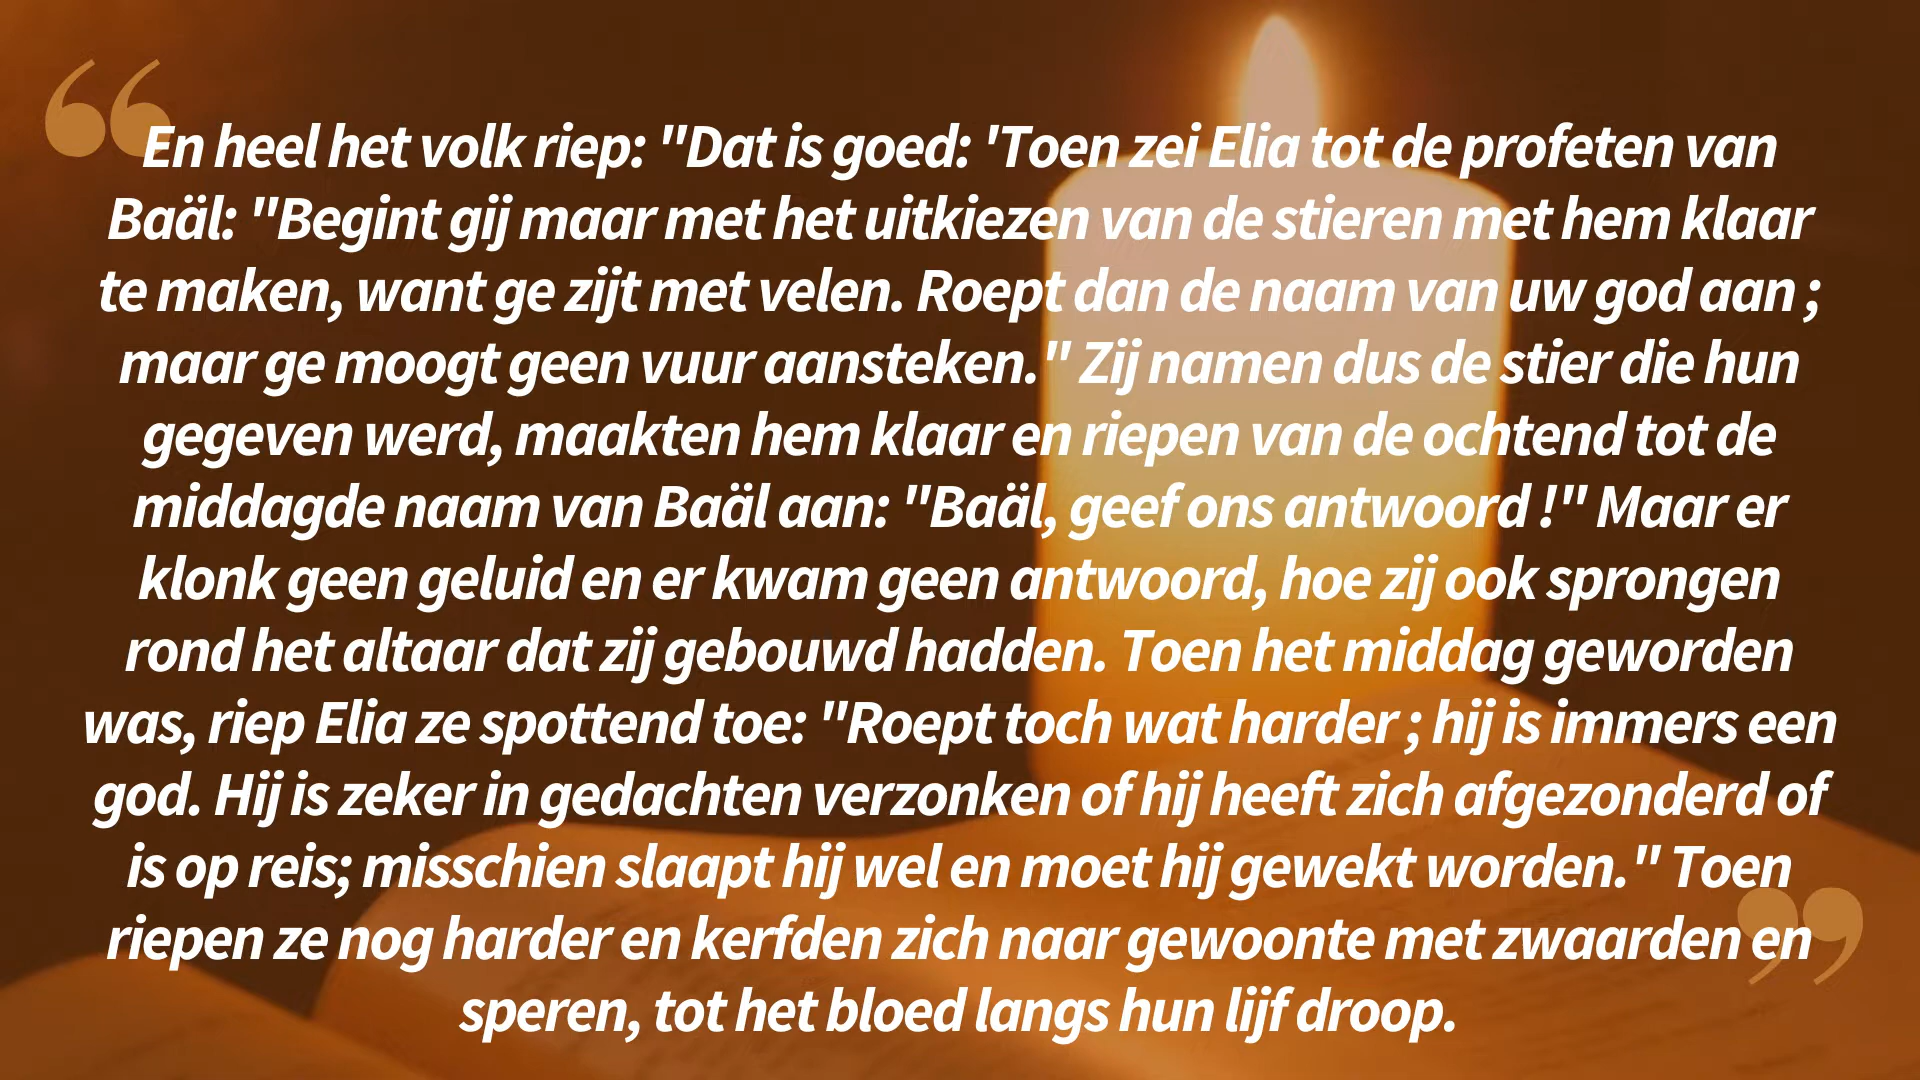 En heel het volk riep: "Dat is goed: 'Toen zei Elia tot de profeten van
Baäl: "Begint gij maar met het uitkiezen van de stieren met hem klaar
te maken, want ge zijt met velen. Roept dan de naam van uw god aan ;
maar ge moogt geen vuur aansteken." Zij namen dus de stier die hun
gegeven werd, maakten hem klaar en riepen van de ochtend tot de
middagde naam van Baäl aan: "Baäl, geef ons antwoord !" Maar er
klonk geen geluid en er kwam geen antwoord, hoe zij ook sprongen
rond het altaar dat zij gebouwd hadden. Toen het middag geworden
was, riep Elia ze spottend toe: "Roept toch wat harder ; hij is immers een
god. Hij is zeker in gedachten verzonken of hij heeft zich afgezonderd of
is op reis; misschien slaapt hij wel en moet hij gewekt worden." Toen
riepen ze nog harder en kerfden zich naar gewoonte met zwaarden en
speren, tot het bloed langs hun lijf droop.